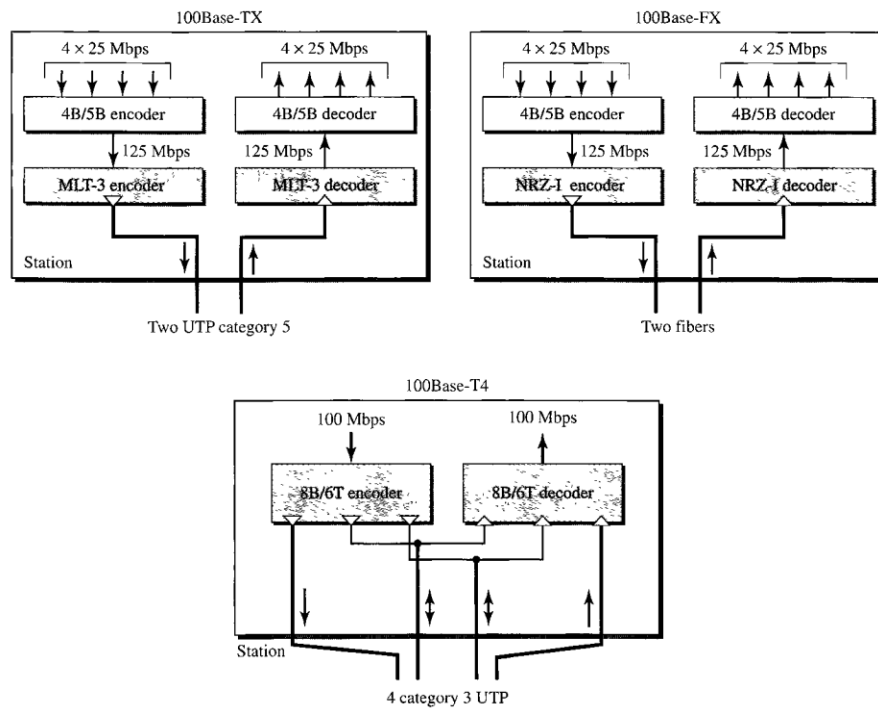 100Base-TX
4 × 25 Mbps
4 × 25 Mbps
4B/5B encoder
4B/5B decoder
125 Mbps
125 Mbps
MLT-3 encoder
MLT-3 decoder
Station
Two UTP category 5
100Base-FX
4 × 25 Mbps
4 × 25 Mbps
4B/5B encoder
4B/5B decoder
125 Mbps
125 Mbps
NRZ-I encoder
NRZ-I decoder
Station
Two fibers
100Base-T4
100 Mbps
100 Mbps
8B/6T encoder
8B/6T decoder
Station
4 category 3 UTP